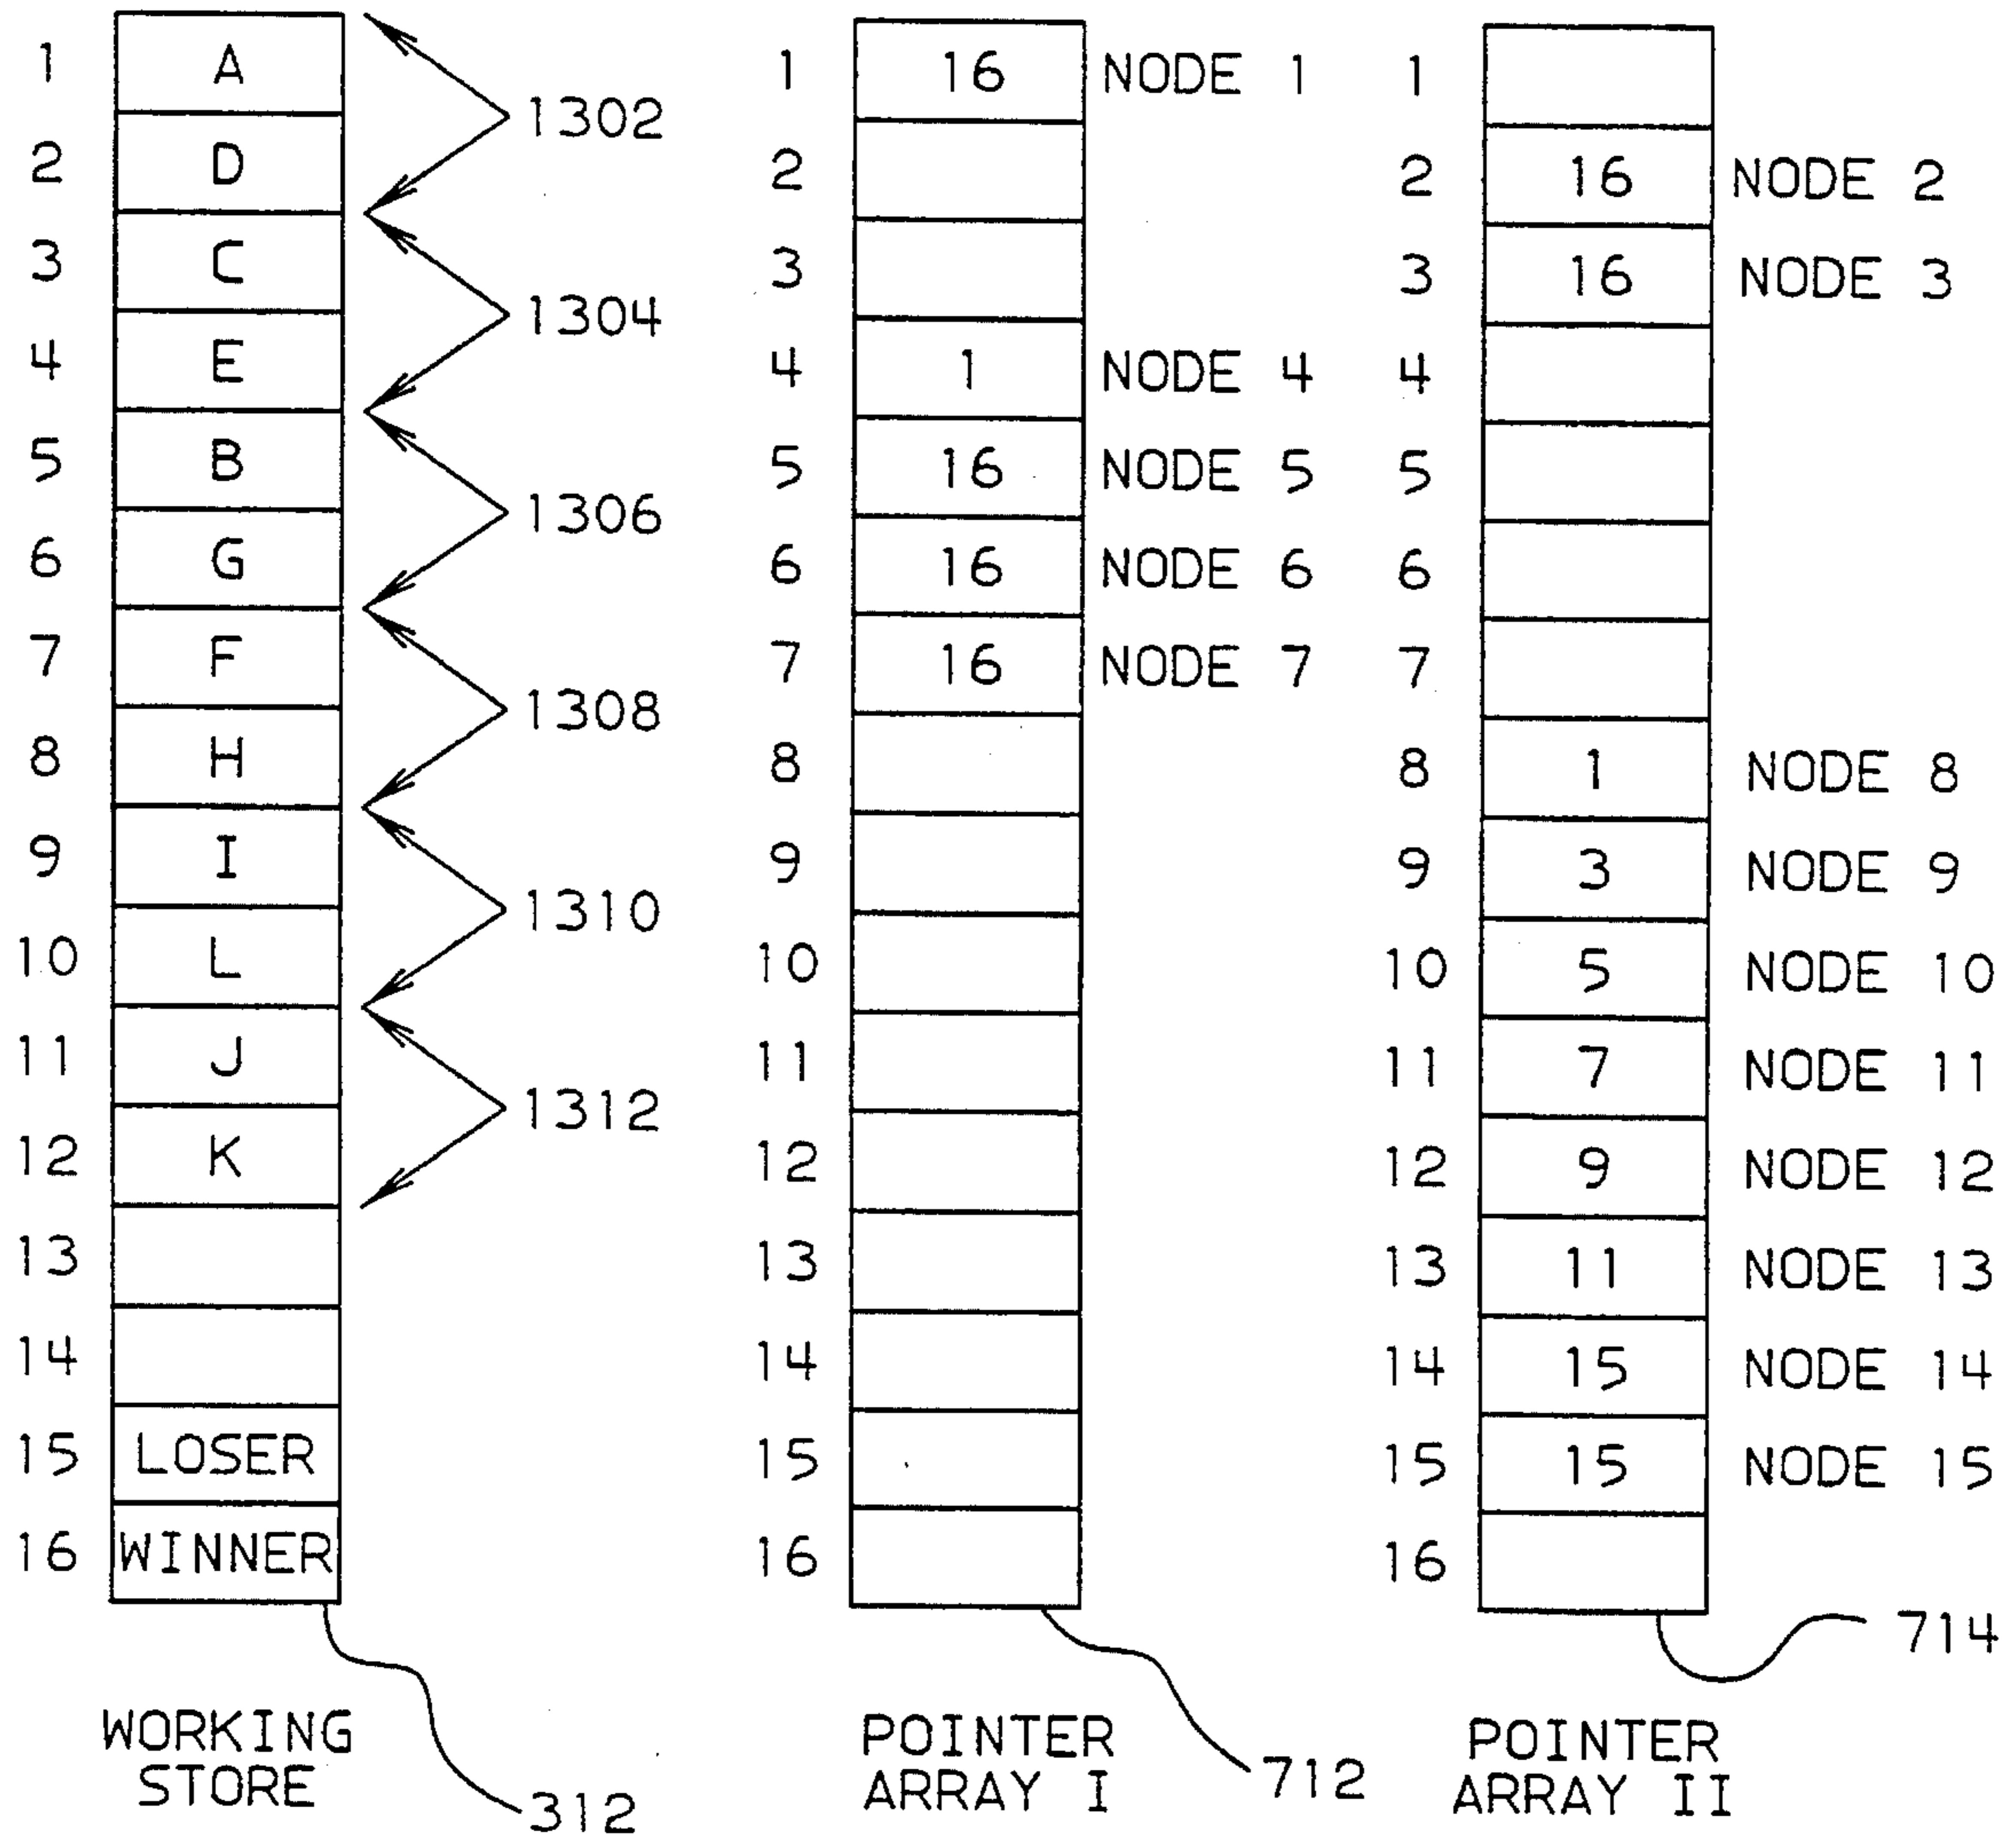 1 A 1 16 NODE 1 1
1302
2 D 2 2 16 NODE 2
3 C 3 3 16 NODE 3
1304
4 E 4 1 NODE 4 4
5 B 5 16 NODE 5 5
1306
6 G 6 16 NODE 6 6
7 F 7 16 NODE 7 7
1308
8 H 8 8 1 NODE 8
9 I 9 9 3 NODE 9
1310
10 L 10 10 5 NODE 10
11 J 11 11 7 NODE 11
1312
12 K 12 12 9 NODE 12
13 13 13 11 NODE 13
14 14 14 15 NODE 14
15 LOSER 15 15 15 NODE 15
16 WINNER 16 16
714
WORKING
STORE
312
POINTER
ARRAY I
712
POINTER
ARRAY II